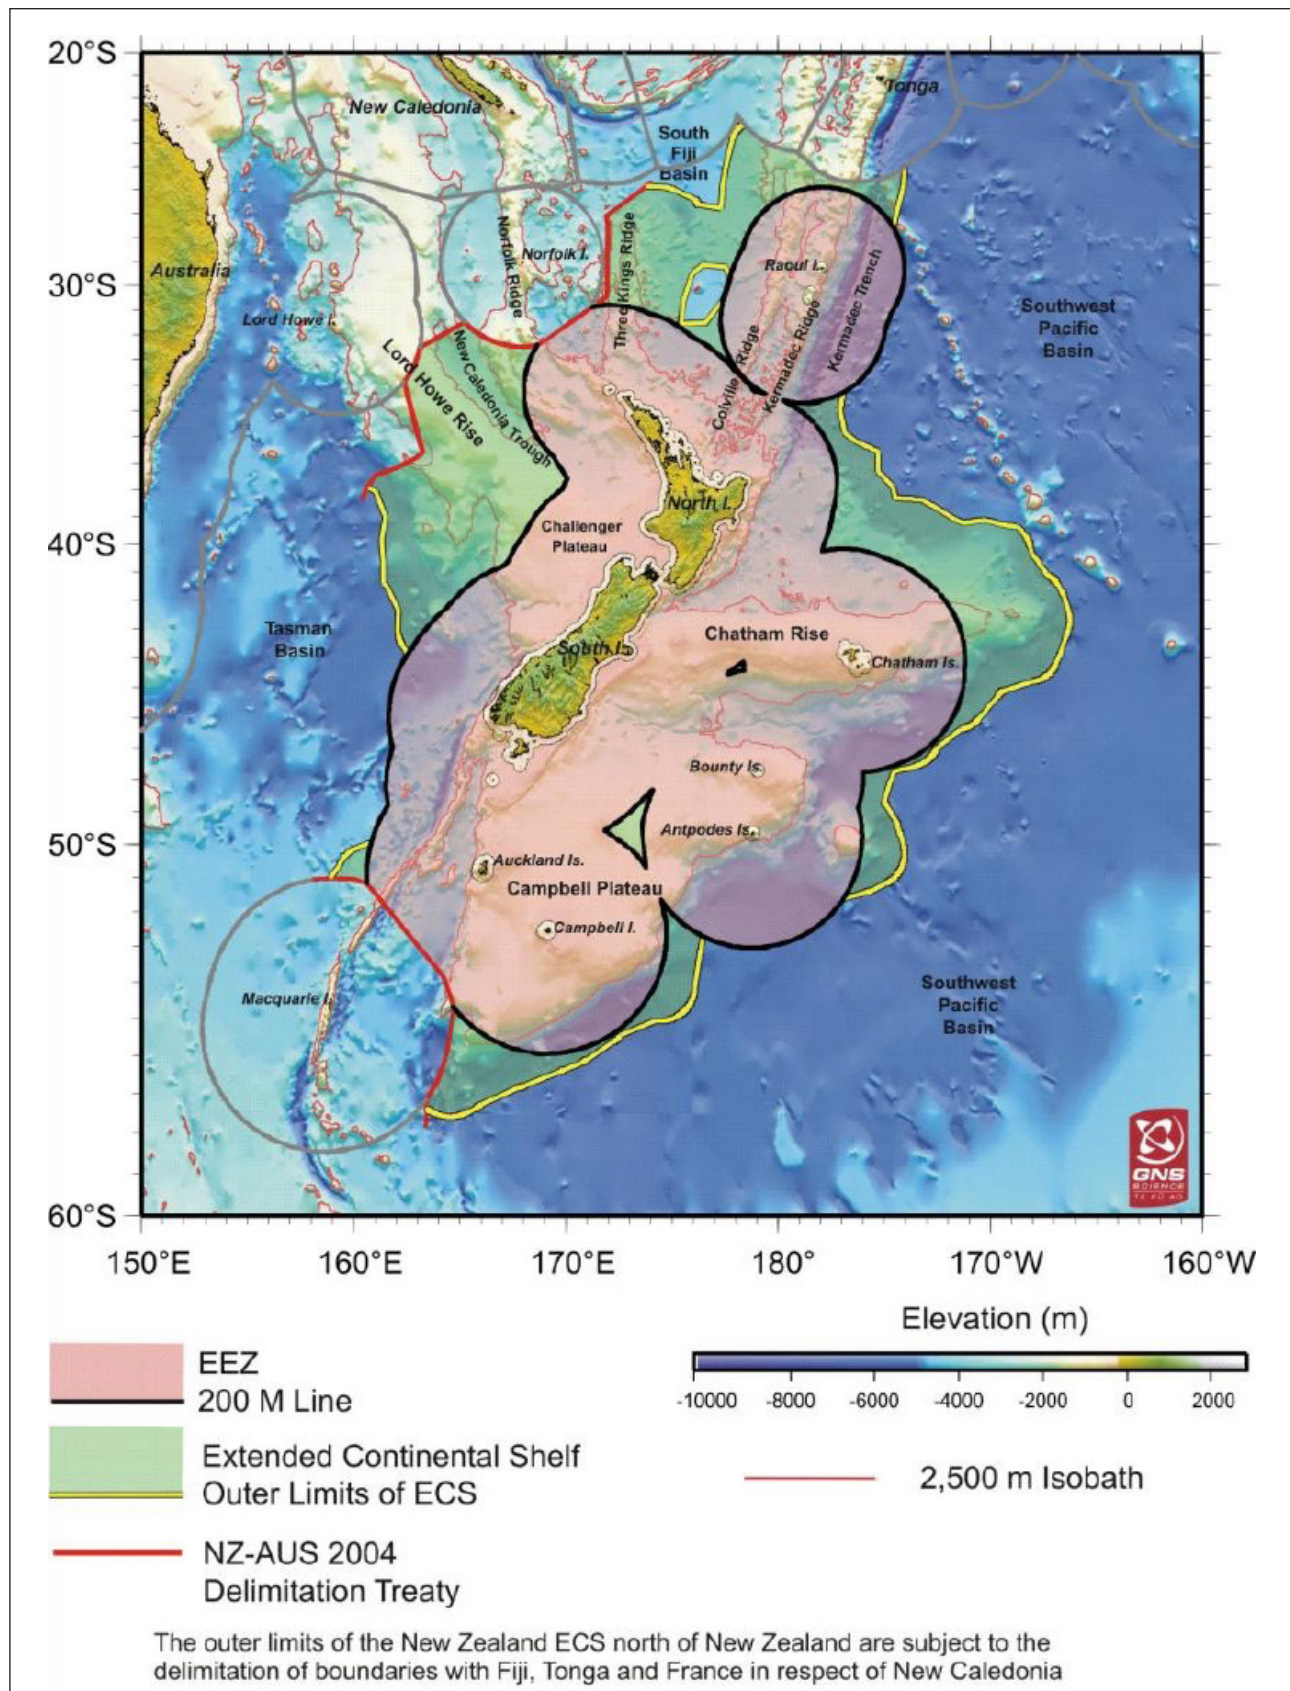 20°S
30°S
40°S
50°S
60°S
150°E
160°E
170°E
180°
170°W
160°W
New Caledonia
Tonga
South
Fiji
Basin
Australia
Norfolk Ridge
Norfolk I.
Three Kings Ridge
Raoul I.
Kermadec Trench
Lord Howe I.
Southwest
Pacific
Basin
Lord Howe Rise
New Caledonia Trough
Colville Ridge
Kermadec Ridge
North I.
Challenger
Plateau
Tasman
Basin
South I.
Chatham Rise
Chatham Is.
Bounty Is.
Antpodes Is.
Auckland Is.
Campbell Plateau
Campbell I.
Macquarie I.
Southwest
Pacific
Basin
GNS
SCIENCE
TE PŪ AO
Elevation (m)
-10000 -8000 -6000 -4000 -2000 0 2000
EEZ
200 M Line
Extended Continental Shelf
Outer Limits of ECS
2,500 m Isobath
NZ-AUS 2004
Delimitation Treaty
The outer limits of the New Zealand ECS north of New Zealand are subject to the
delimitation of boundaries with Fiji, Tonga and France in respect of New Caledonia